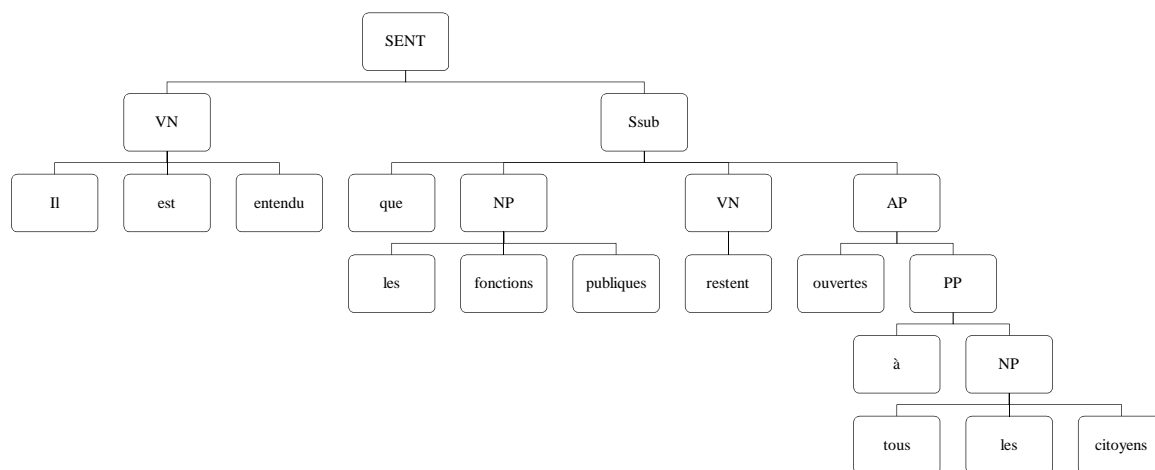 SENT
VN Ssub
Il est entendu que NP VN AP
les fonctions publiques restent ouvertes PP
à NP
tous les citoyens